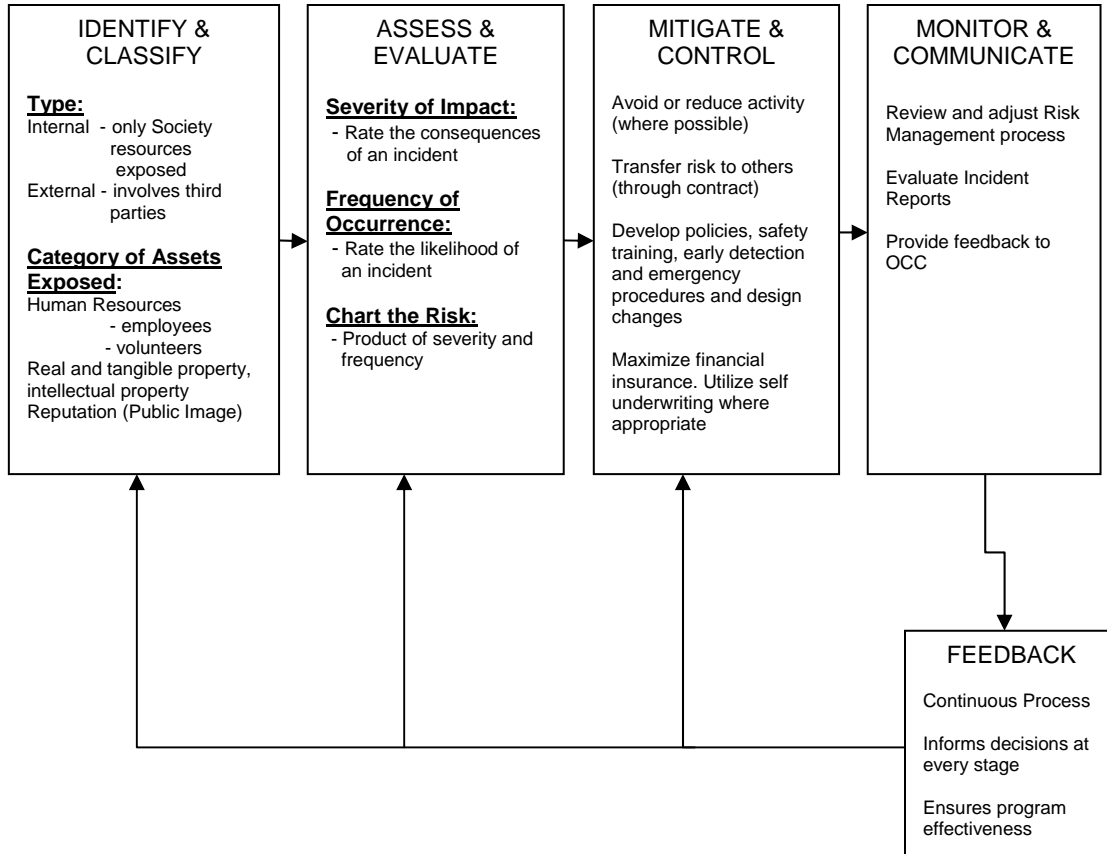 IDENTIFY &
CLASSIFY
Type:
Internal - only Society
resources
exposed
External - involves third
parties
Category of Assets
Exposed:
Human Resources
- employees
- volunteers
Real and tangible property,
intellectual property
Reputation (Public Image)
ASSESS &
EVALUATE
Severity of Impact:
- Rate the consequences
of an incident
Frequency of
Occurrence:
- Rate the likelihood of
an incident
Chart the Risk:
- Product of severity and
frequency
MITIGATE &
CONTROL
Avoid or reduce activity
(where possible)
Transfer risk to others
(through contract)
Develop policies, safety
training, early detection
and emergency
procedures and design
changes
Maximize financial
insurance. Utilize self
underwriting where
appropriate
MONITOR &
COMMUNICATE
Review and adjust Risk
Management process
Evaluate Incident
Reports
Provide feedback to
OCC
FEEDBACK
Continuous Process
Informs decisions at
every stage
Ensures program
effectiveness